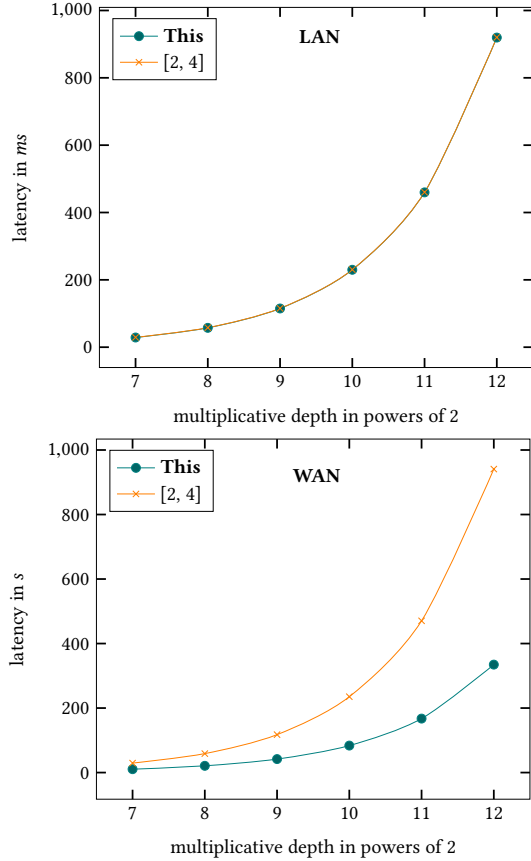 1,000
This
[2, 4]
LAN
800
600
400
200
0
latency in ms
7 8 9 10 11 12
multiplicative depth in powers of 2
1,000
This
[2, 4]
WAN
800
600
400
200
0
latency in s
7 8 9 10 11 12
multiplicative depth in powers of 2